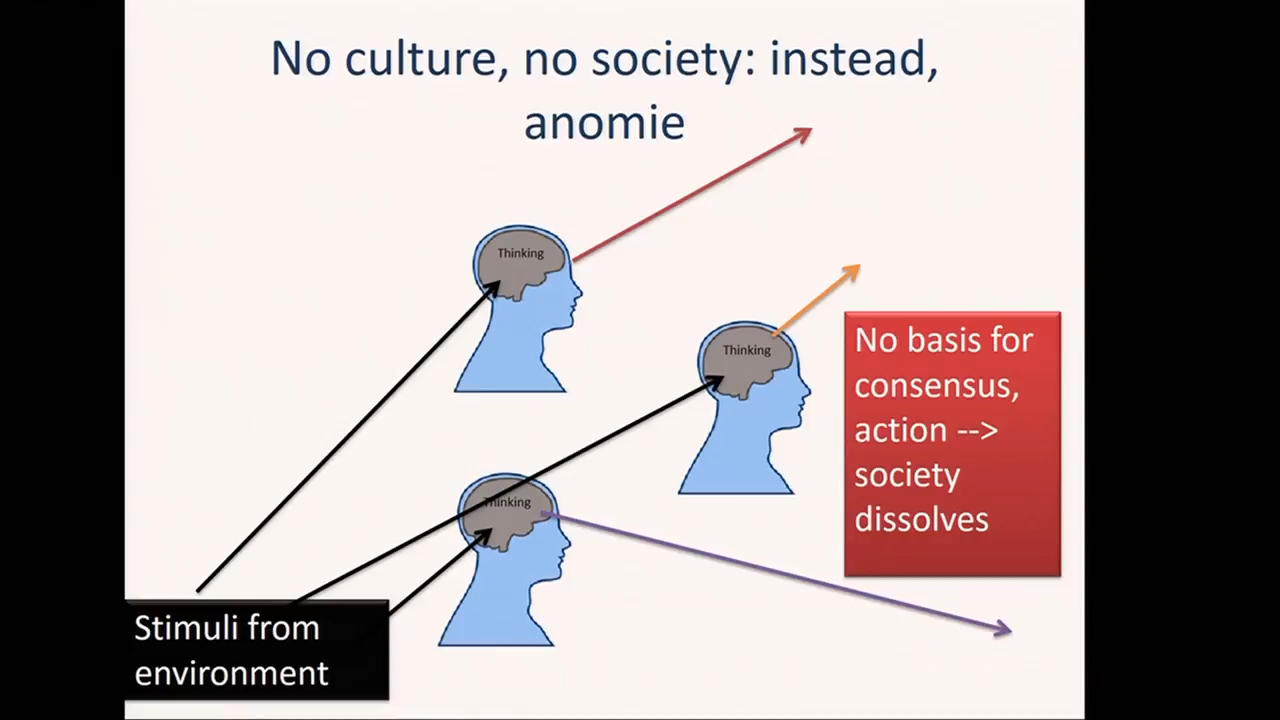 No culture, no society: instead,
anomie
Thinking
Thinking
No basis for
consensus,
action -->
society
dissolves
Thinking
Stimuli from
environment